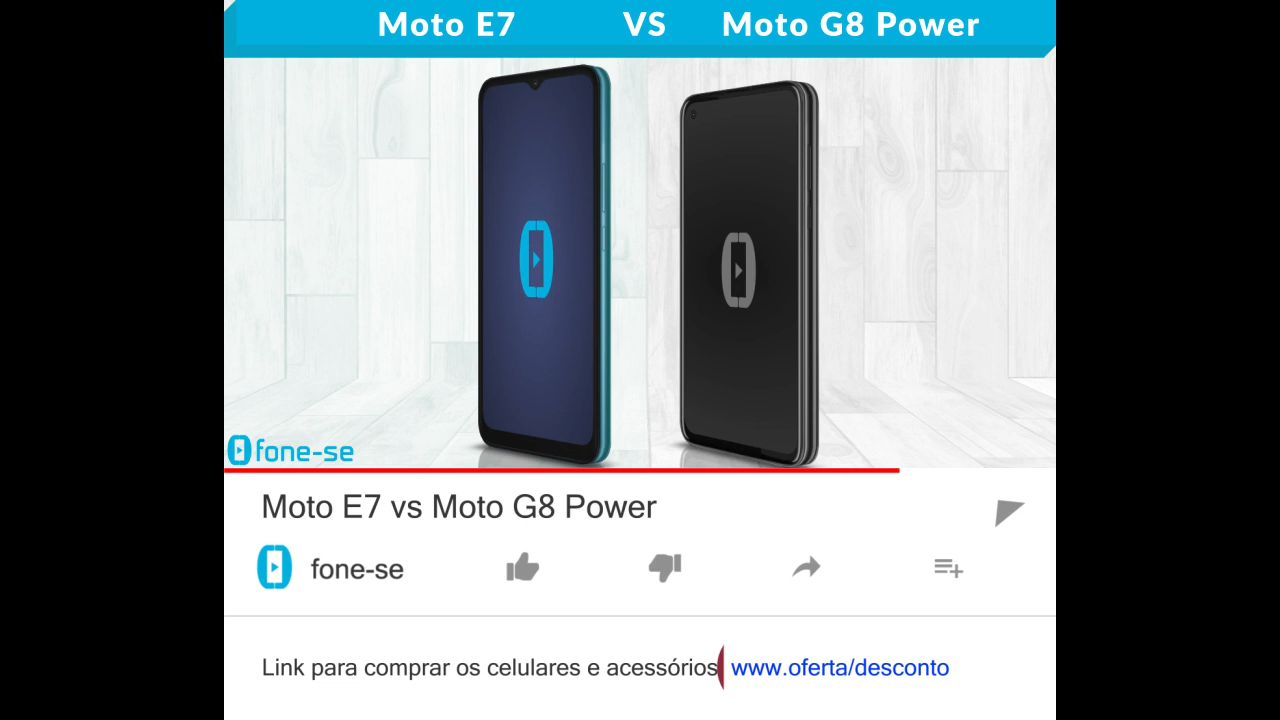 Moto E7 VS Moto G8 Power
fone-se
Moto E7 vs Moto G8 Power
fone-se
Link para comprar os celulares e acessórios www.oferta/desconto